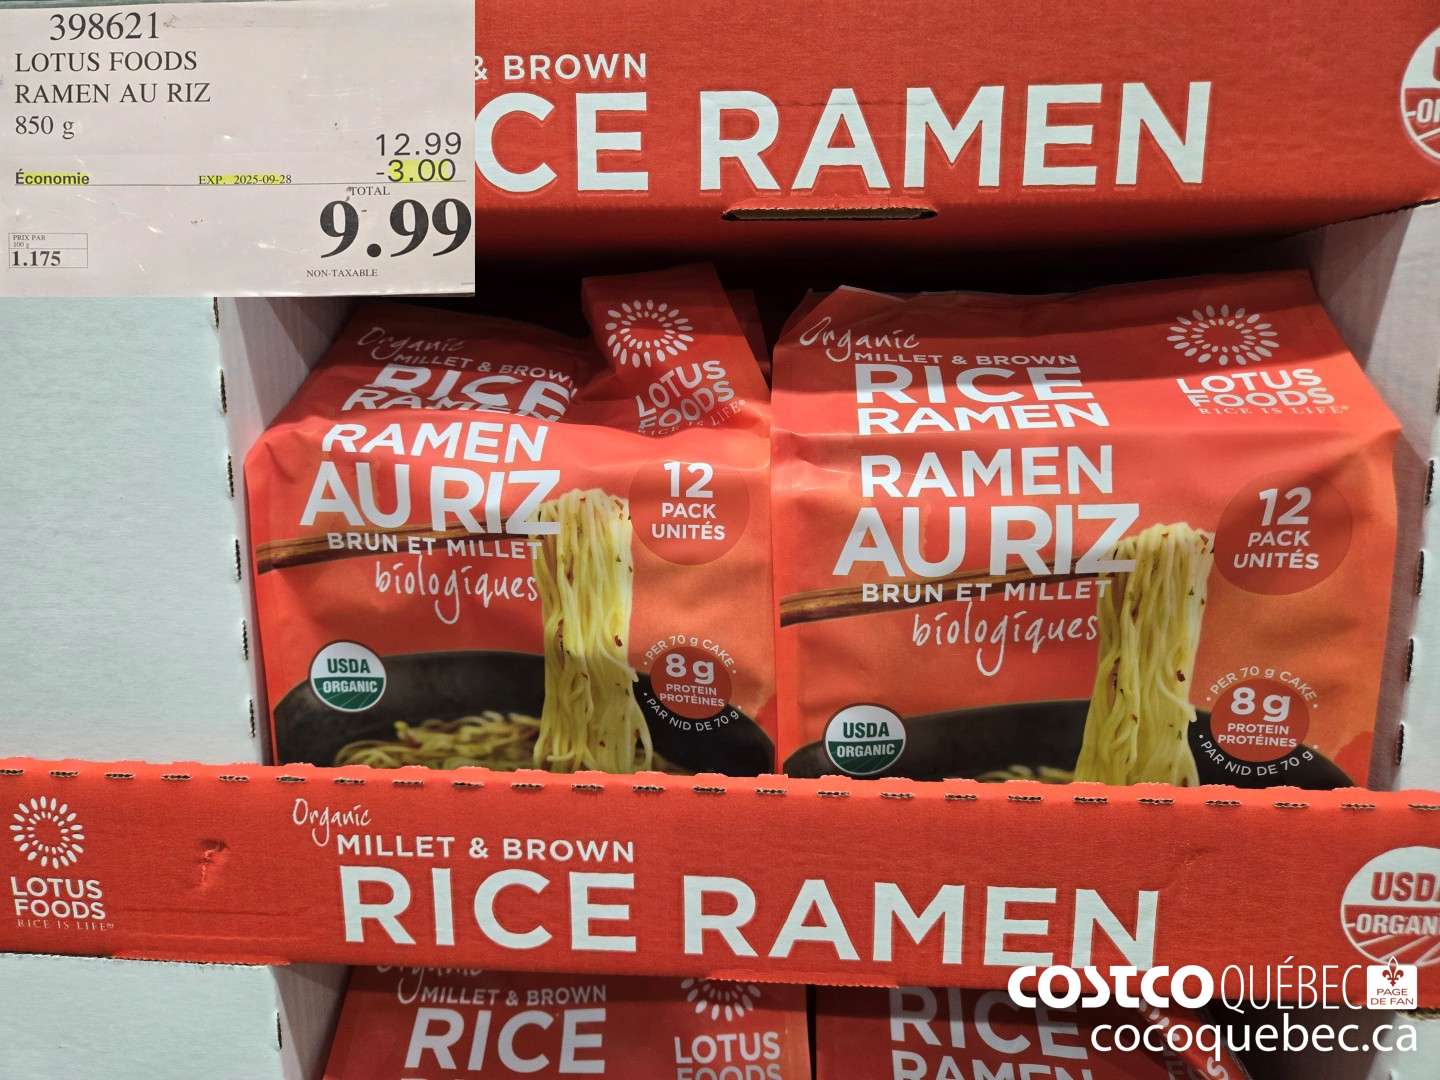 398621
LOTUS FOODS
RAMEN AU RIZ
850 g
12.99
Économie EXP. 2025-09-28 -3.00
TOTAL
9.99
PRIX PAR
100 g
1.175
NON-TAXABLE
& BROWN
CE RAMEN
Organic
MILLET & BROWN
RICE
RAMEN
LOTUS
FOODS
RICE IS LIFE
RAMEN
AU RIZ
BRUN ET MILLET
biologiques
12
PACK
UNITÉS
USDA
ORGANIC
PER 70 g CAKE
8 g
PROTEIN
PROTÉINES
PAR NID DE 70 g
Organic
MILLET & BROWN
RICE
RAMEN
LOTUS
FOODS
RICE IS LIFE®
RAMEN
AU RIZ
BRUN ET MILLET
biologiques
12
PACK
UNITÉS
USDA
ORGANIC
PER 70 g CAKE
8 g
PROTEIN
PROTÉINES
PAR NID DE 70 g
LOTUS
FOODS
RICE IS LIFE®
Organic
MILLET & BROWN
RICE RAMEN
USDA
ORGANI
Organic
MILLET & BROWN
RICE
LOTUS
FOODS
RICE
RAMEN
COSTCO QUÉBEC PAGE
DE FAN
cocoquebec.ca